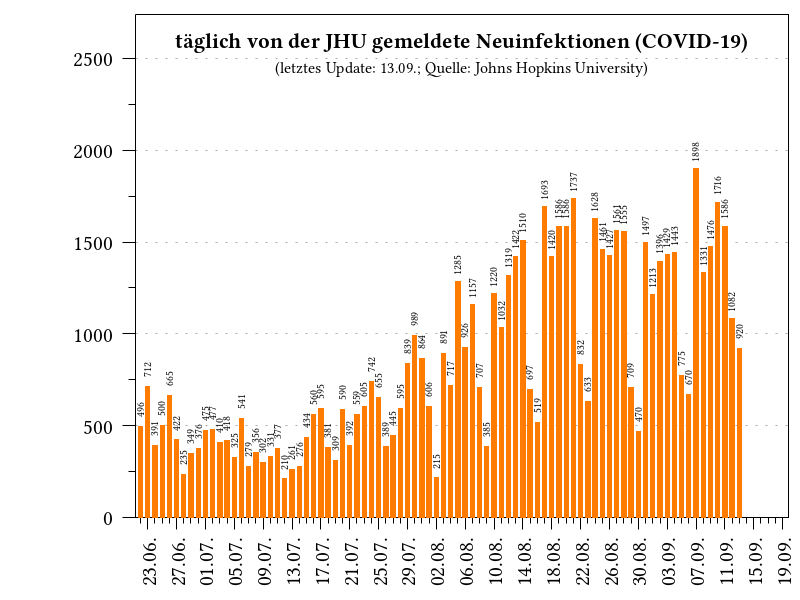 täglich von der JHU gemeldete Neuinfektionen (COVID-19)
(letztes Update: 13.09.; Quelle: Johns Hopkins University)
2500
2000
1500
1000
500
0
496 712 391 500 665 422 235 349 376 475 477 410 418 325 541 279 356 302 331 377 210 261 276 434 560 595 381 309 590 392 559 605 742 655 389 445 595 839 989 864 606 215 891 717 1285 926 1157 707 385 1220 1032 1319 1422 1510 697 519 1693 1420 1586 1586 1737 832 633 1628 1461 1427 1561 1555 709 470 1497 1213 1396 1429 1443 775 670 1898 1331 1476 1716 1586 1082 920
23.06. 27.06. 01.07. 05.07. 09.07. 13.07. 17.07. 21.07. 25.07. 29.07. 02.08. 06.08. 10.08. 14.08. 18.08. 22.08. 26.08. 30.08. 03.09. 07.09. 11.09. 15.09. 19.09.